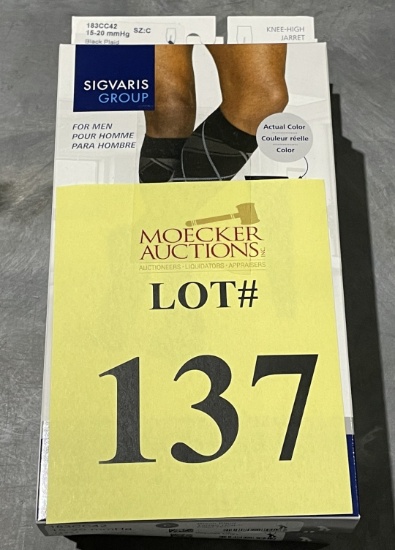 183CC42
15-20 mmHg SZ:C
Black Plaid
KNEE-HIGH
JARRET
SIGVARIS
GROUP
FOR MEN
POUR HOMME
PARA HOMBRE
Actual Color
Couleur réelle
Color
MOECKER
AUCTIONS INC.
AUCTIONEERS · LIQUIDATORS · APPRAISERS
LOT#
137